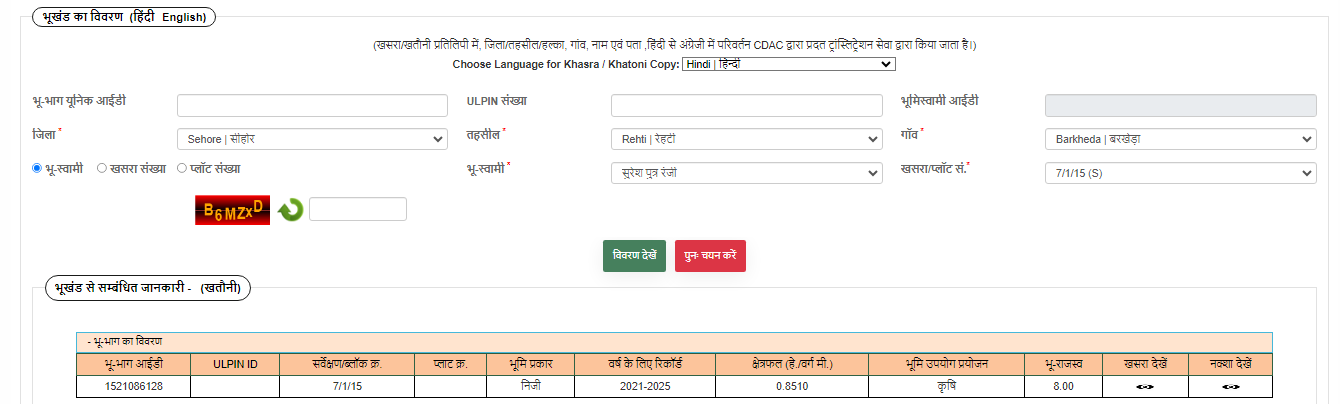 भूखंड का विवरण (हिंदी English)
(खसरा/खतौनी प्रतिलिपी में, जिला/तहसील/हल्का, गांव, नाम एवं पता ,हिंदी से अंग्रेजी में परिवर्तन CDAC द्वारा प्रदत ट्रांस्लिट्रेशन सेवा द्वारा किया जाता है।)
Choose Language for Khasra / Khatoni Copy: Hindi | हिन्दी
भू-भाग यूनिक आईडी ULPIN संख्या भूमिस्वामी आईडी
जिला * Sehore | सीहोर तहसील * Rehti | रेहटी गाँव * Barkheda | बरखेड़ा
भू-स्वामी खसरा संख्या प्लॉट संख्या भू-स्वामी * सुरेश पुत्र रंजी खसरा/प्लॉट सं.* 7/1/15 (S)
B6MZxD
विवरण देखें पुनः चयन करें
भूखंड से सम्बंधित जानकारी - (खतौनी)
- भू-भाग का विवरण
भू-भाग आईडी ULPIN ID सर्वेक्षण/ब्लॉक क्र. प्लाट क्र. भूमि प्रकार वर्ष के लिए रिकॉर्ड क्षेत्रफल (हे./वर्ग मी.) भूमि उपयोग प्रयोजन भू-राजस्व खसरा देखें नक्शा देखें
1521086128 7/1/15 निजी 2021-2025 0.8510 कृषि 8.00